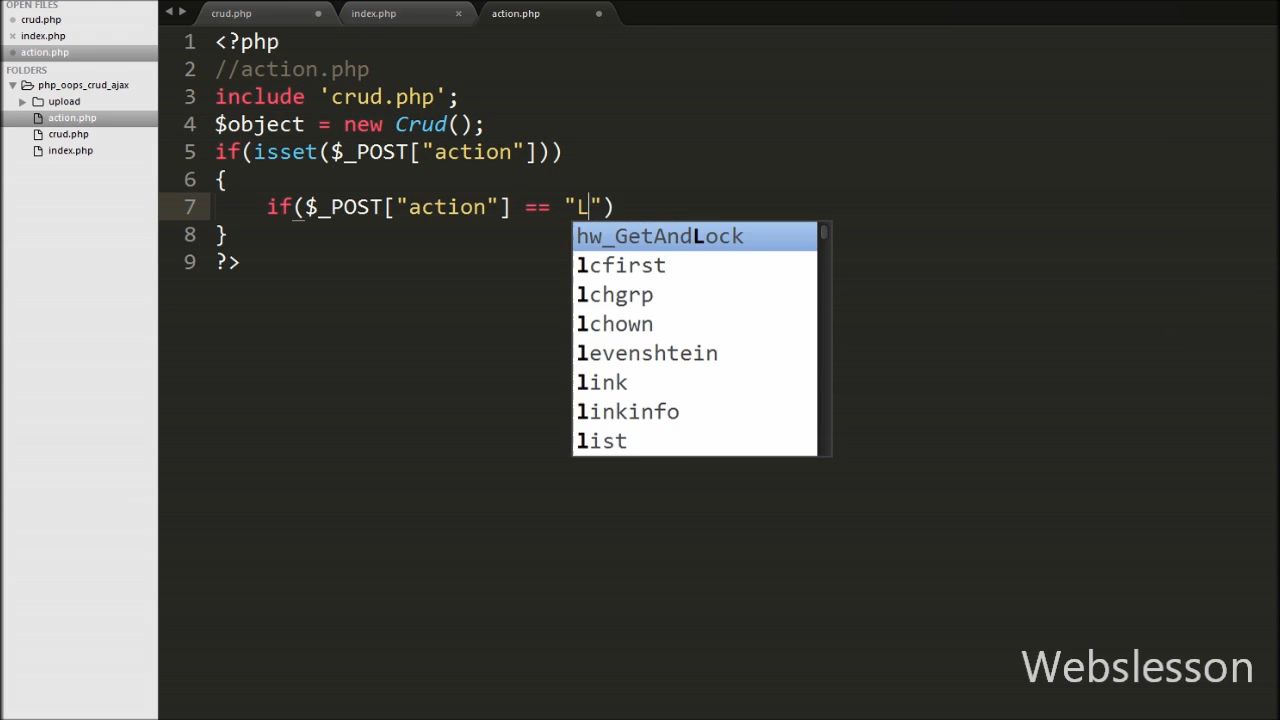 OPEN FILES
crud.php
index.php
action.php
FOLDERS
php_oops_crud_ajax
upload
action.php
crud.php
index.php
crud.php
index.php
action.php
1 <?php
2 //action.php
3 include 'crud.php';
4 $object = new Crud();
5 if(isset($_POST["action"]))
6 {
7 if($_POST["action"] == "L")
8 }
9 ?>
hw_GetAndLock
lcfirst
lchgrp
lchown
levenshtein
link
linkinfo
list
Webslesson